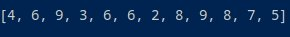 [4, 6, 9, 3, 6, 6, 2, 8, 9, 8, 7, 5]